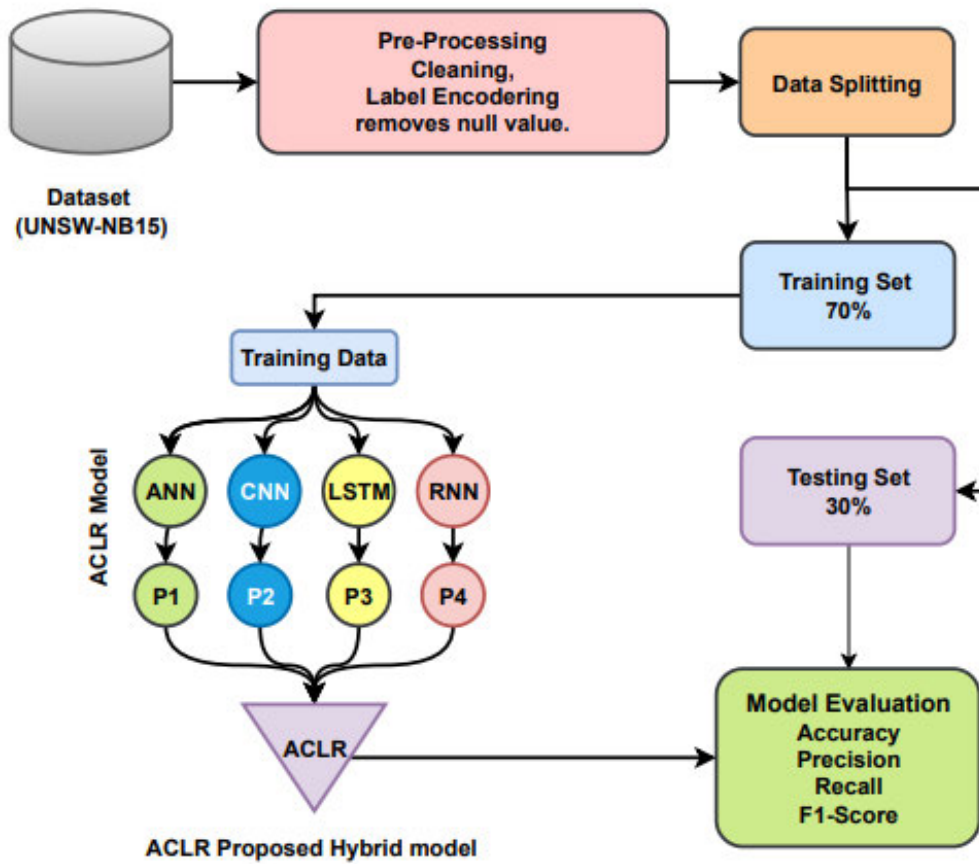 Pre-Processing
Cleaning,
Label Encodering
removes null value.
Data Splitting
Dataset
(UNSW-NB15)
Training Set
70%
Training Data
ACLR Model
ANN
CNN
LSTM
RNN
Testing Set
30%
P1
P2
P3
P4
ACLR
Model Evaluation
Accuracy
Precision
Recall
F1-Score
ACLR Proposed Hybrid model